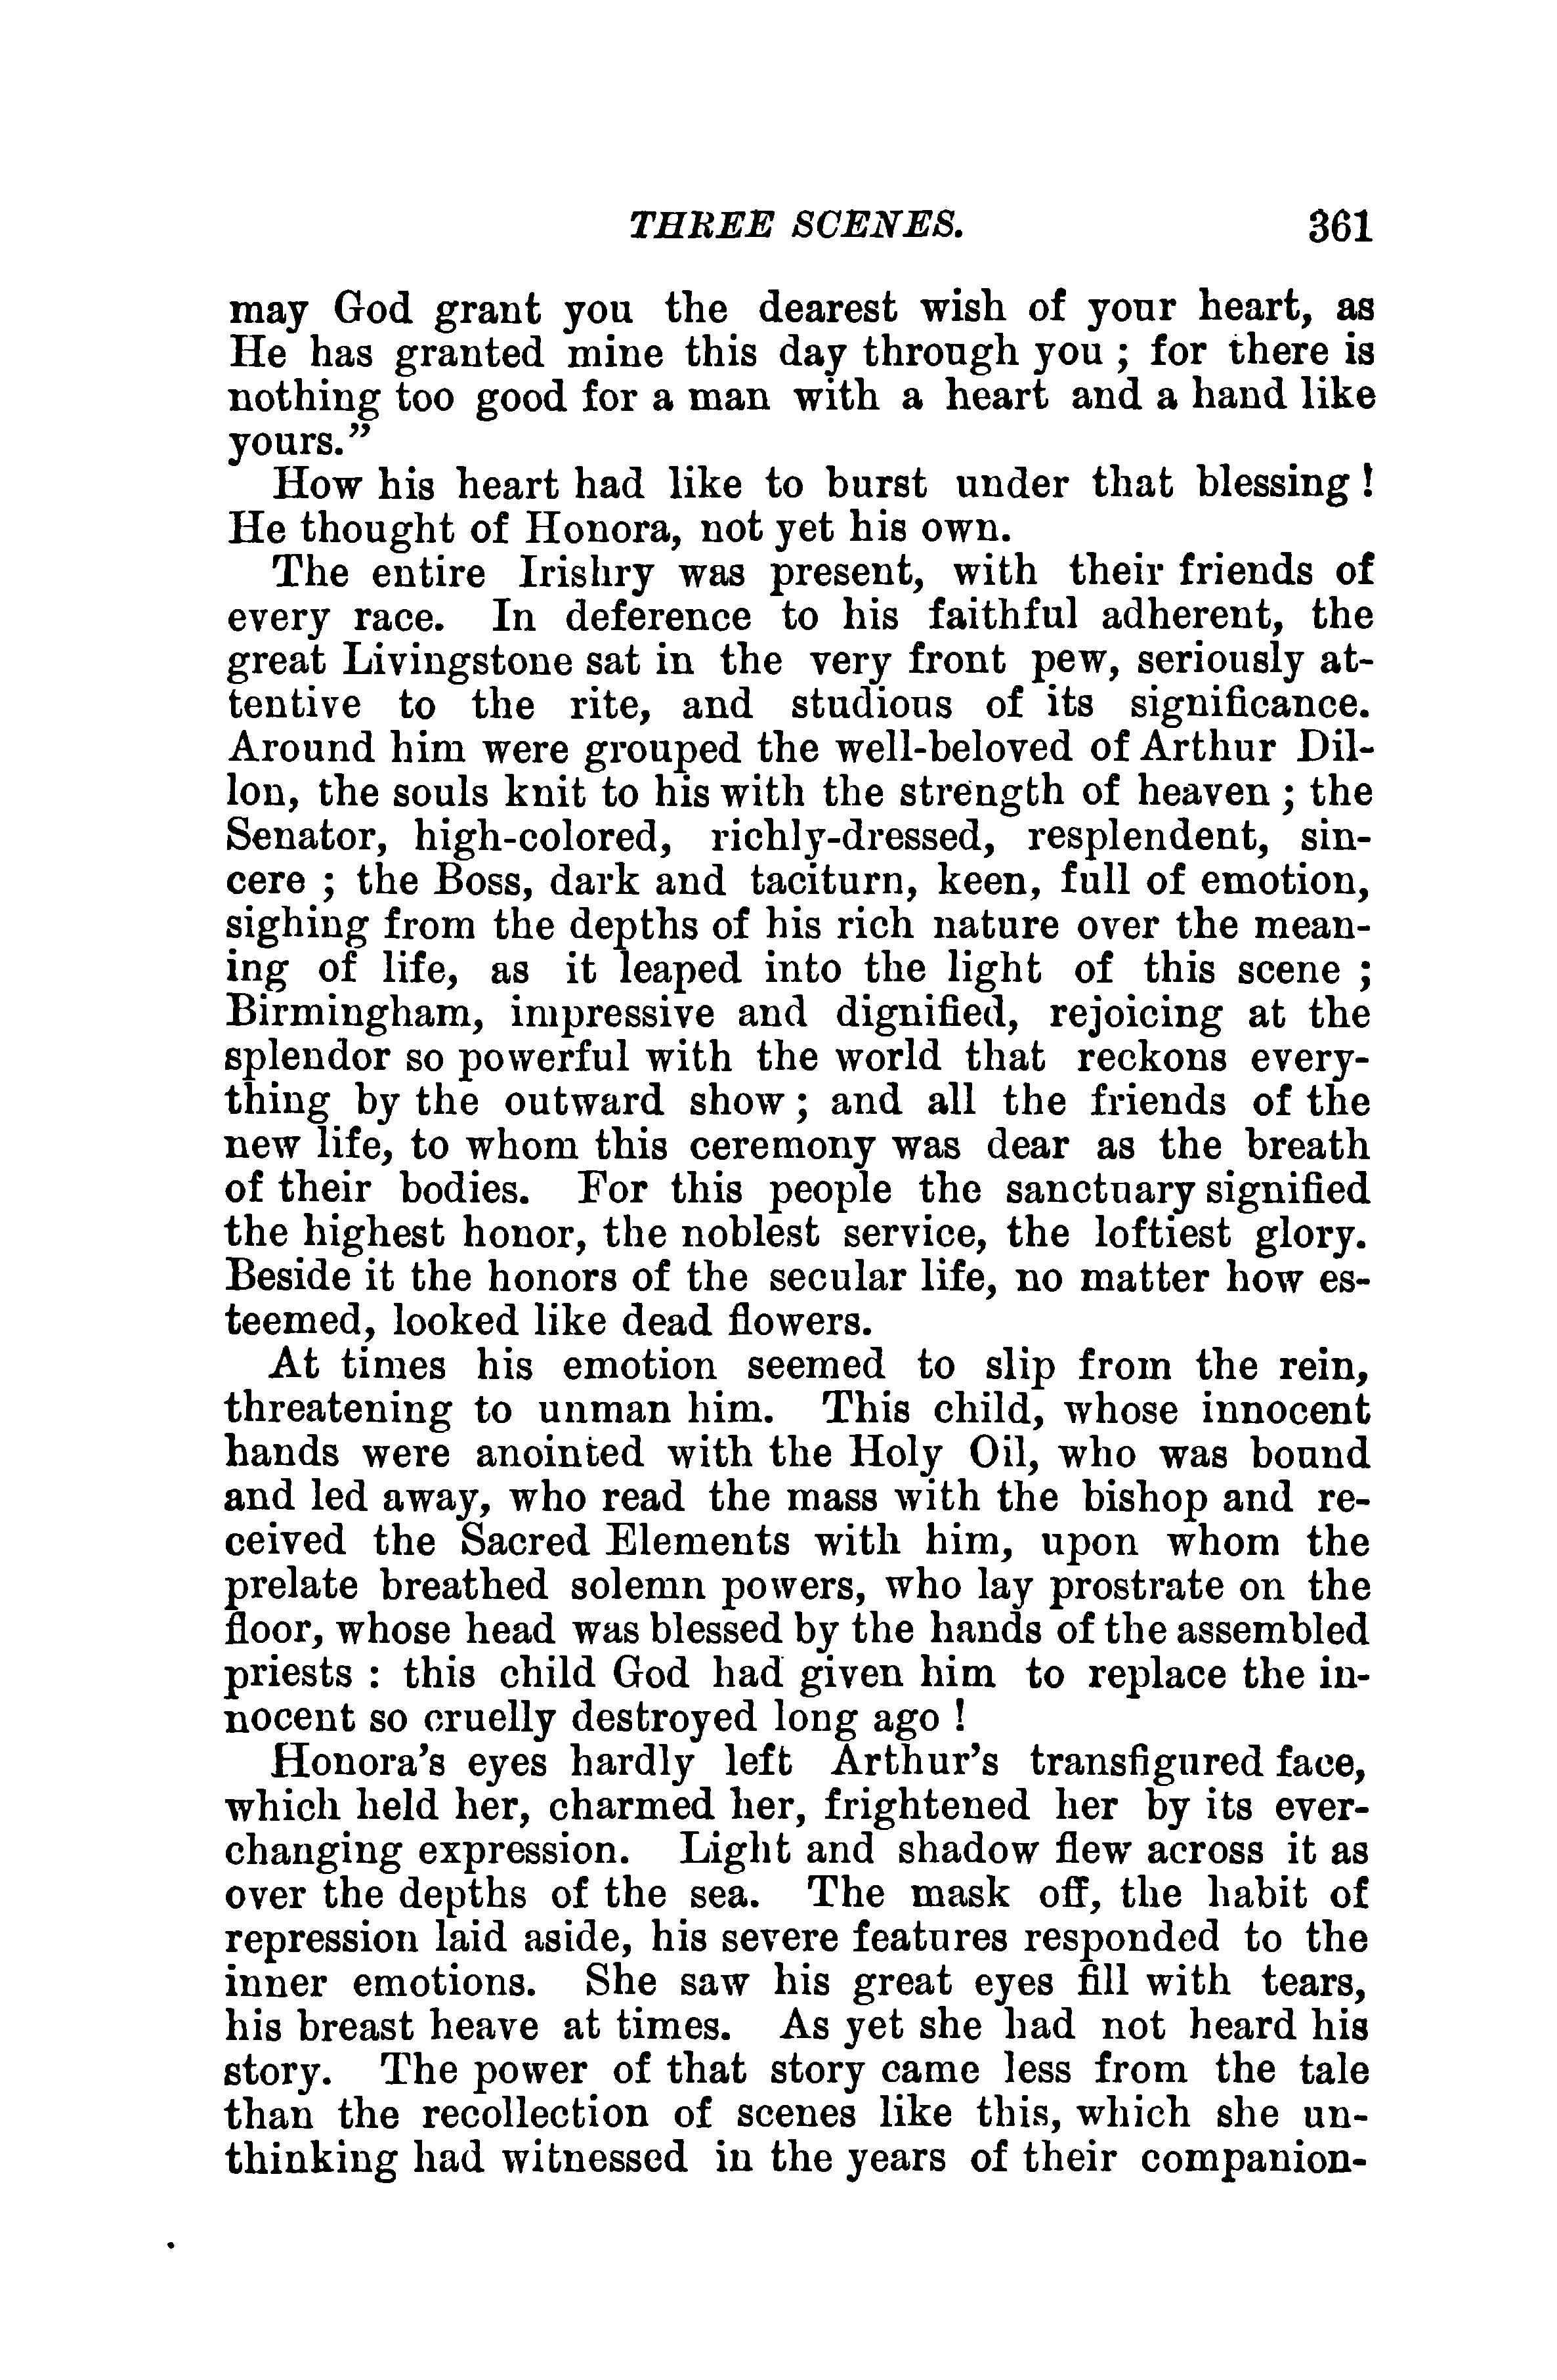 THREE SCENES. 361
may God grant you the dearest wish of your heart, as
He has granted mine this day through you ; for there is
nothing too good for a man with a heart and a hand like
yours.”
How his heart had like to burst under that blessing !
He thought of Honora, not yet his own.
The entire Irishry was present, with their friends of
every race. In deference to his faithful adherent, the
great Livingstone sat in the very front pew, seriously at-
tentive to the rite, and studious of its significance.
Around him were grouped the well-beloved of Arthur Dil-
lon, the souls knit to his with the strength of heaven ; the
Senator, high-colored, richly-dressed, resplendent, sin-
cere ; the Boss, dark and taciturn, keen, full of emotion,
sighing from the depths of his rich nature over the mean-
ing of life, as it leaped into the light of this scene ;
Birmingham, impressive and dignified, rejoicing at the
splendor so powerful with the world that reckons every-
thing by the outward show ; and all the friends of the
new life, to whom this ceremony was dear as the breath
of their bodies. For this people the sanctuary signified
the highest honor, the noblest service, the loftiest glory.
Beside it the honors of the secular life, no matter how es-
teemed, looked like dead flowers.
At times his emotion seemed to slip from the rein,
threatening to unman him. This child, whose innocent
hands were anointed with the Holy Oil, who was bound
and led away, who read the mass with the bishop and re-
ceived the Sacred Elements with him, upon whom the
prelate breathed solemn powers, who lay prostrate on the
floor, whose head was blessed by the hands of the assembled
priests : this child God had given him to replace the in-
nocent so cruelly destroyed long ago !
Honora’s eyes hardly left Arthur’s transfigured face,
which held her, charmed her, frightened her by its ever-
changing expression. Light and shadow flew across it as
over the depths of the sea. The mask off, the habit of
repression laid aside, his severe features responded to the
inner emotions. She saw his great eyes fill with tears,
his breast heave at times. As yet she had not heard his
story. The power of that story came less from the tale
than the recollection of scenes like this, which she un-
thinking had witnessed in the years of their companion-